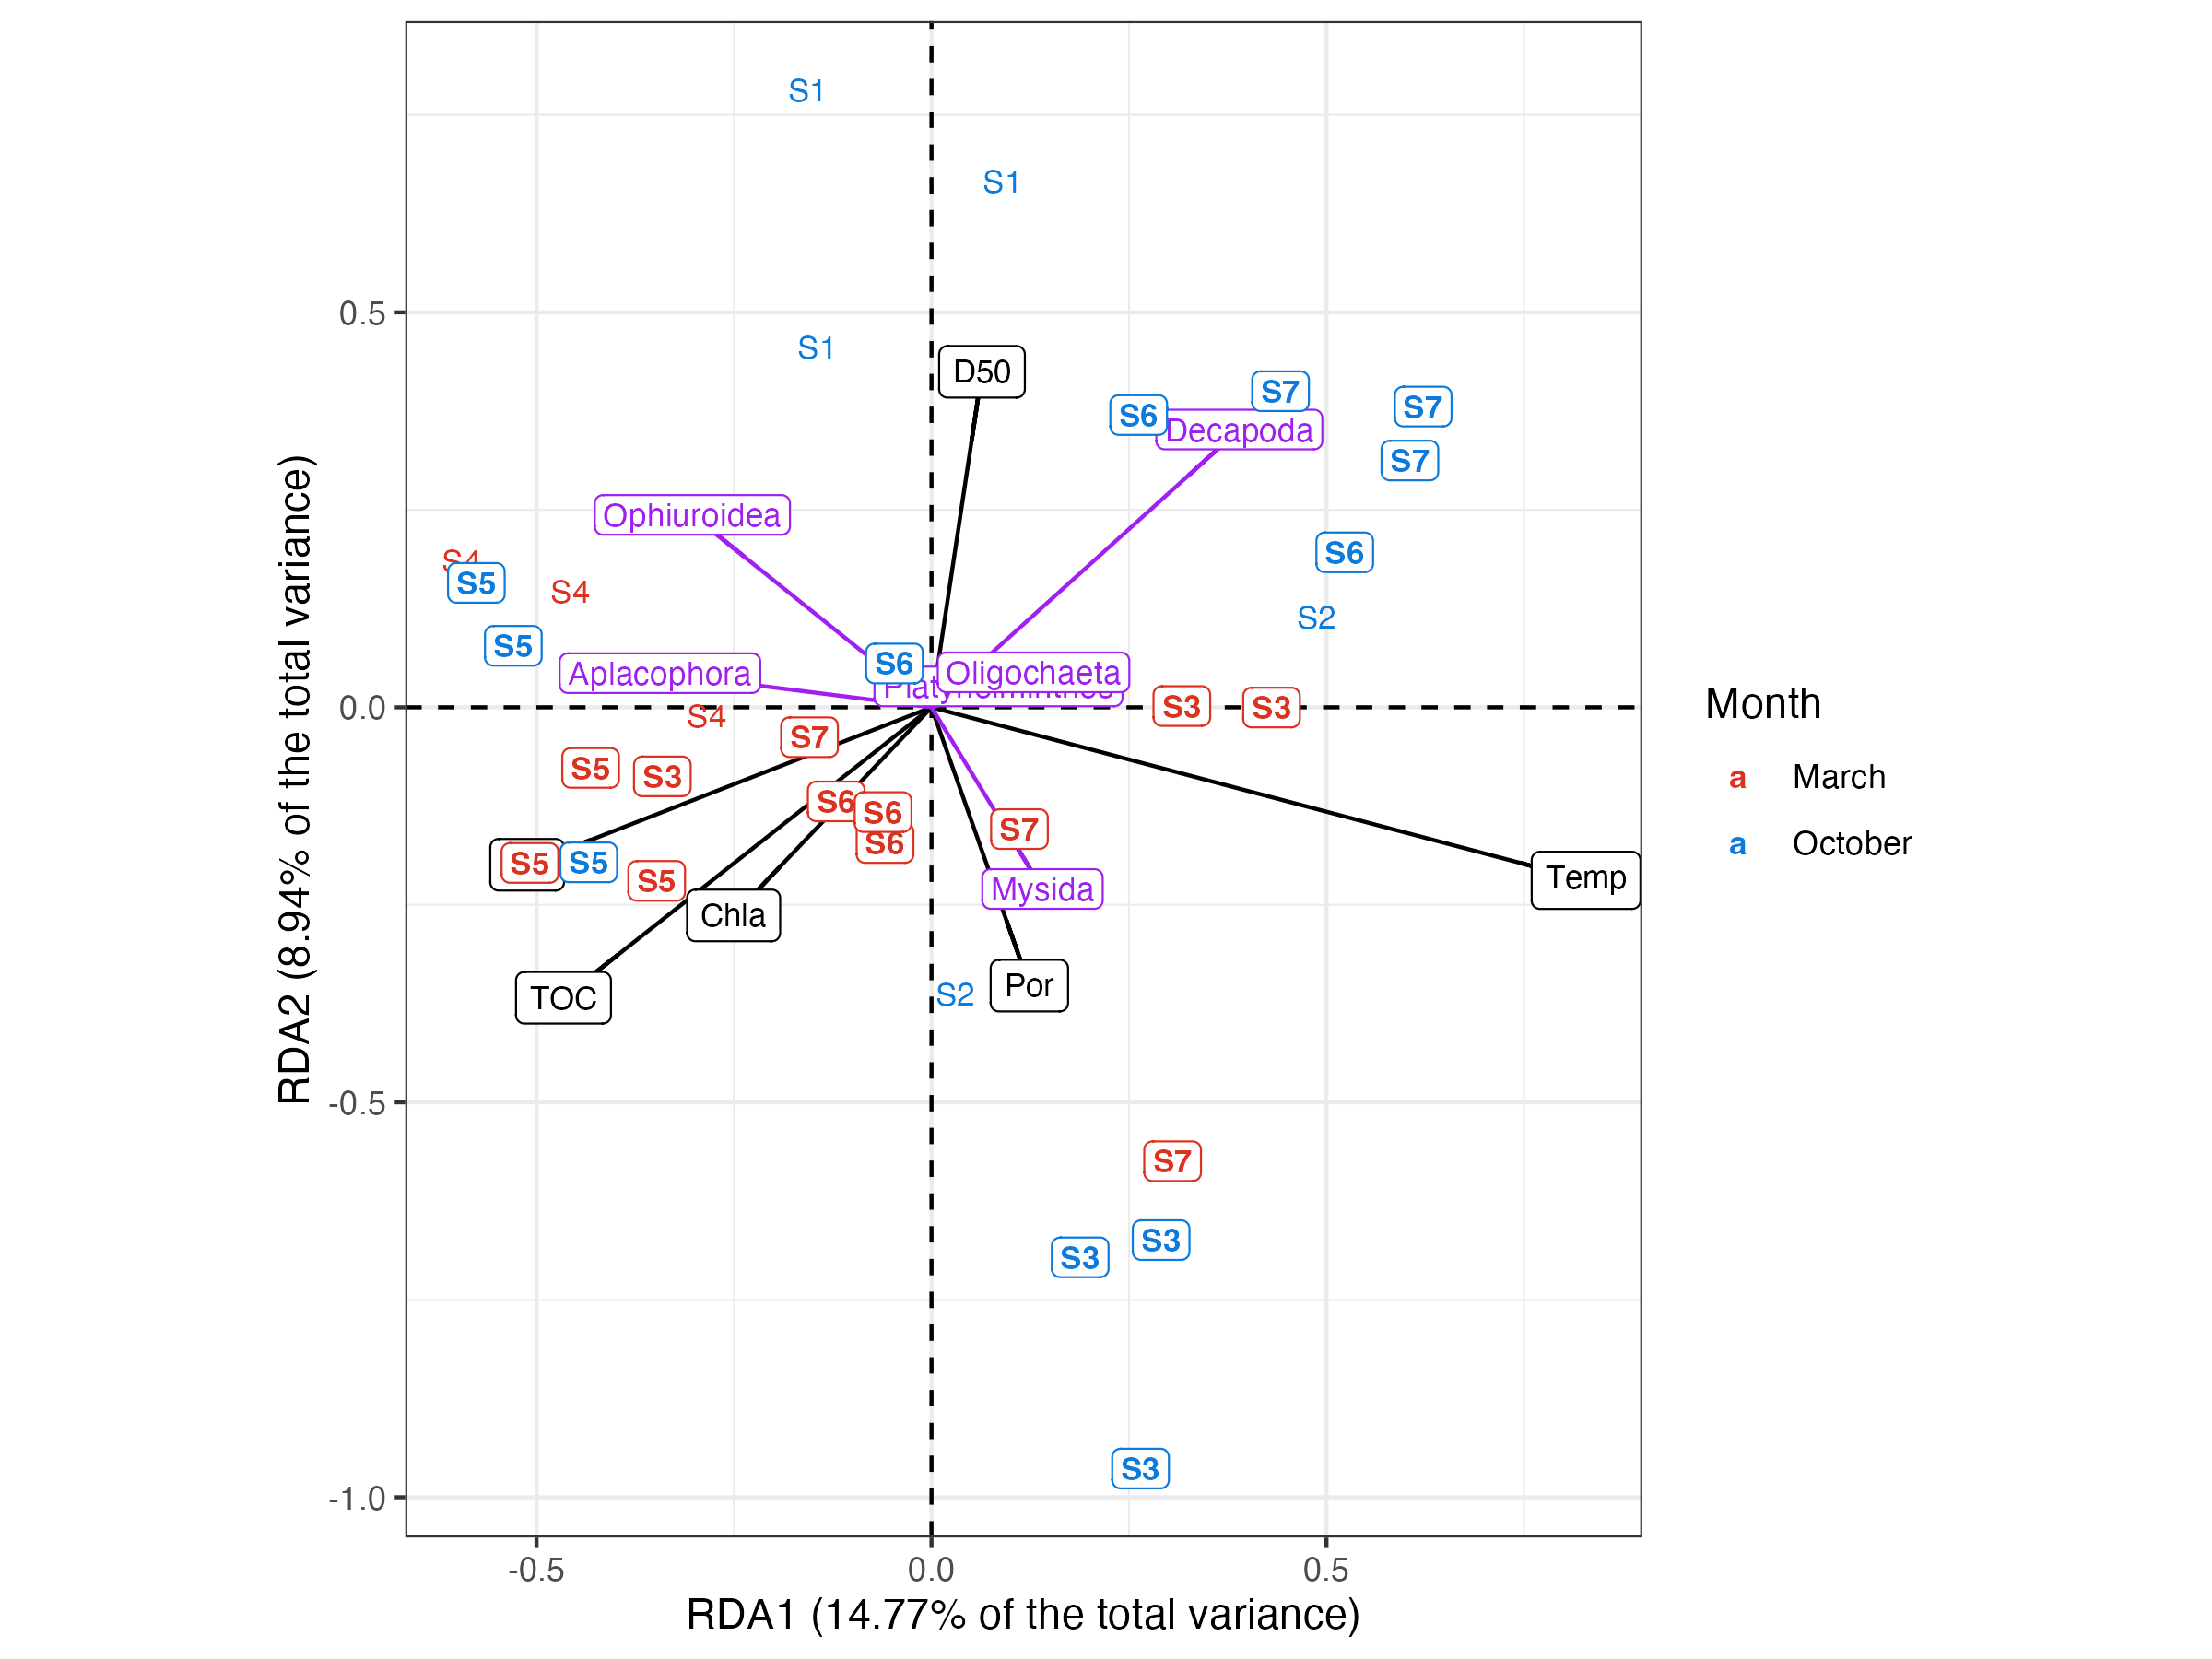 S1
S1
0.5
S1
D50
S7
S7
S6
Decapoda
S7
Ophiuroidea
S6
S4
S5
S4
S2
S5
S6
Aplacophora
Oligochaeta
0.0
S4
S3
S3
S7
S5
S3
S6
S6
S6
S7
S5
S5
S5
Temp
Mysida
Chla
TOC
S2
Por
-0.5
S7
S3
S3
S3
-1.0
-0.5
0.0
0.5
RDA1 (14.77% of the total variance)
RDA2 (8.94% of the total variance)
Month
a March
a October